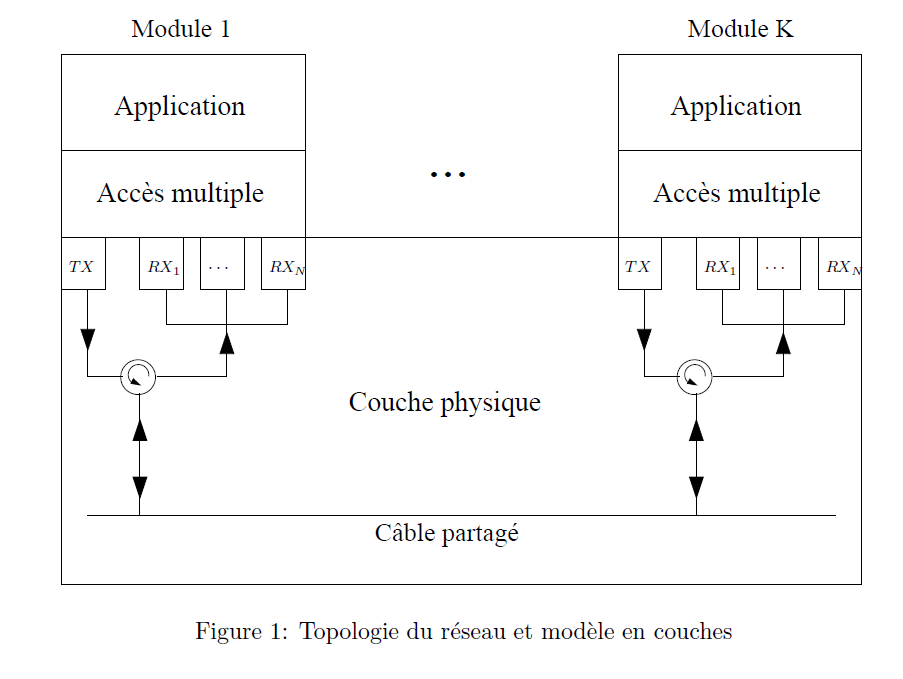 Module 1
Module K
Application
Application
Accès multiple
...
Accès multiple
TX
RX1
...
RXN
TX
RX1
...
RXN
Couche physique
Câble partagé
Figure 1: Topologie du réseau et modèle en couches